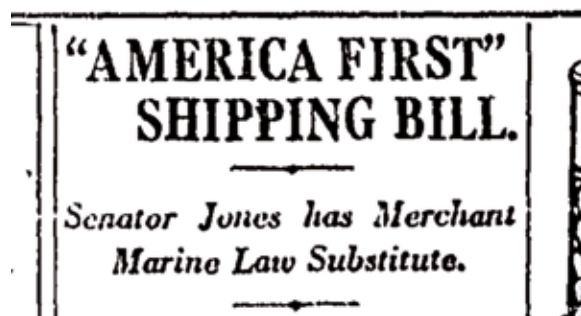 “AMERICA FIRST”
SHIPPING BILL.
Senator Jones has Merchant
Marine Law Substitute.